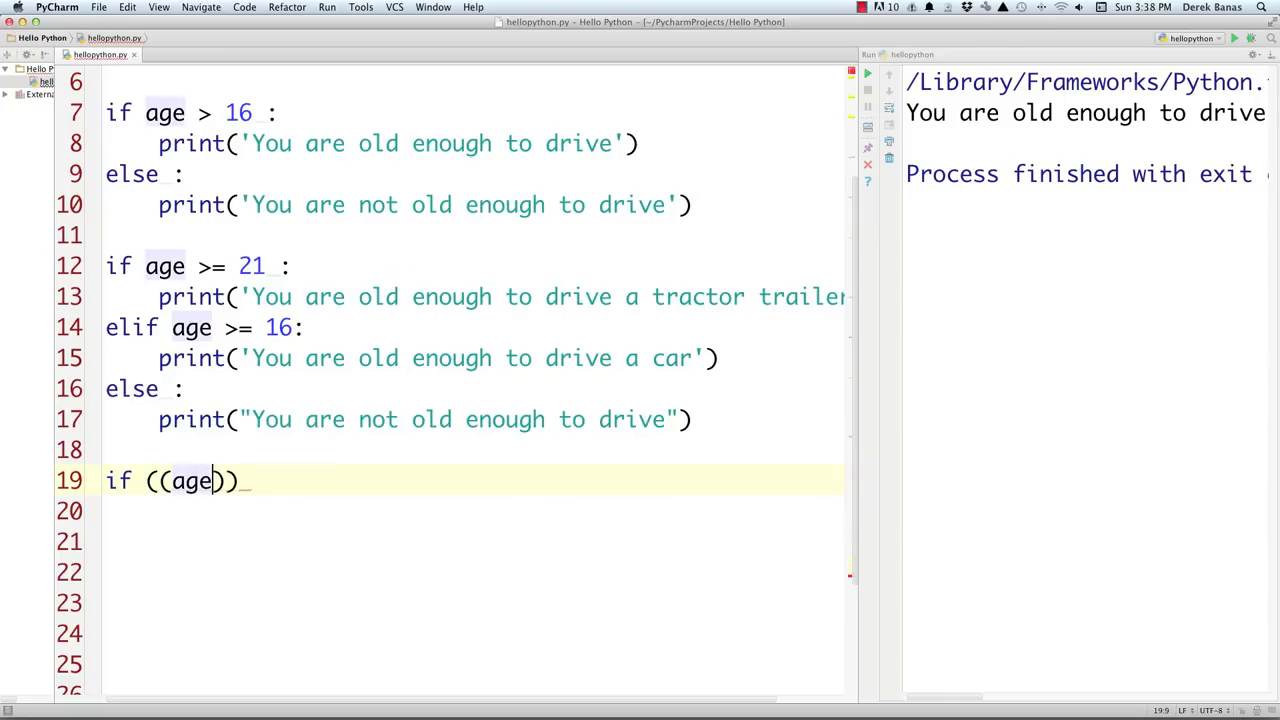 PyCharm File Edit View Navigate Code Refactor Run Tools VCS Window Help 10 Sun 3:38 PM Derek Banas
hellopython.py - Hello Python - [~/PycharmProjects/Hello Python]
Hello Python hellopython.py hellopython
hellopython.py Run hellopython
Hello P
hell
Externa
6
7 if age > 16 :
8 print('You are old enough to drive')
9 else :
10 print('You are not old enough to drive')
11
12 if age >= 21 :
13 print('You are old enough to drive a tractor trailer
14 elif age >= 16:
15 print('You are old enough to drive a car')
16 else :
17 print("You are not old enough to drive")
18
19 if ((age))
20
21
22
23
24
25
26
/Library/Frameworks/Python.
You are old enough to drive
Process finished with exit
19:9 LF UTF-8